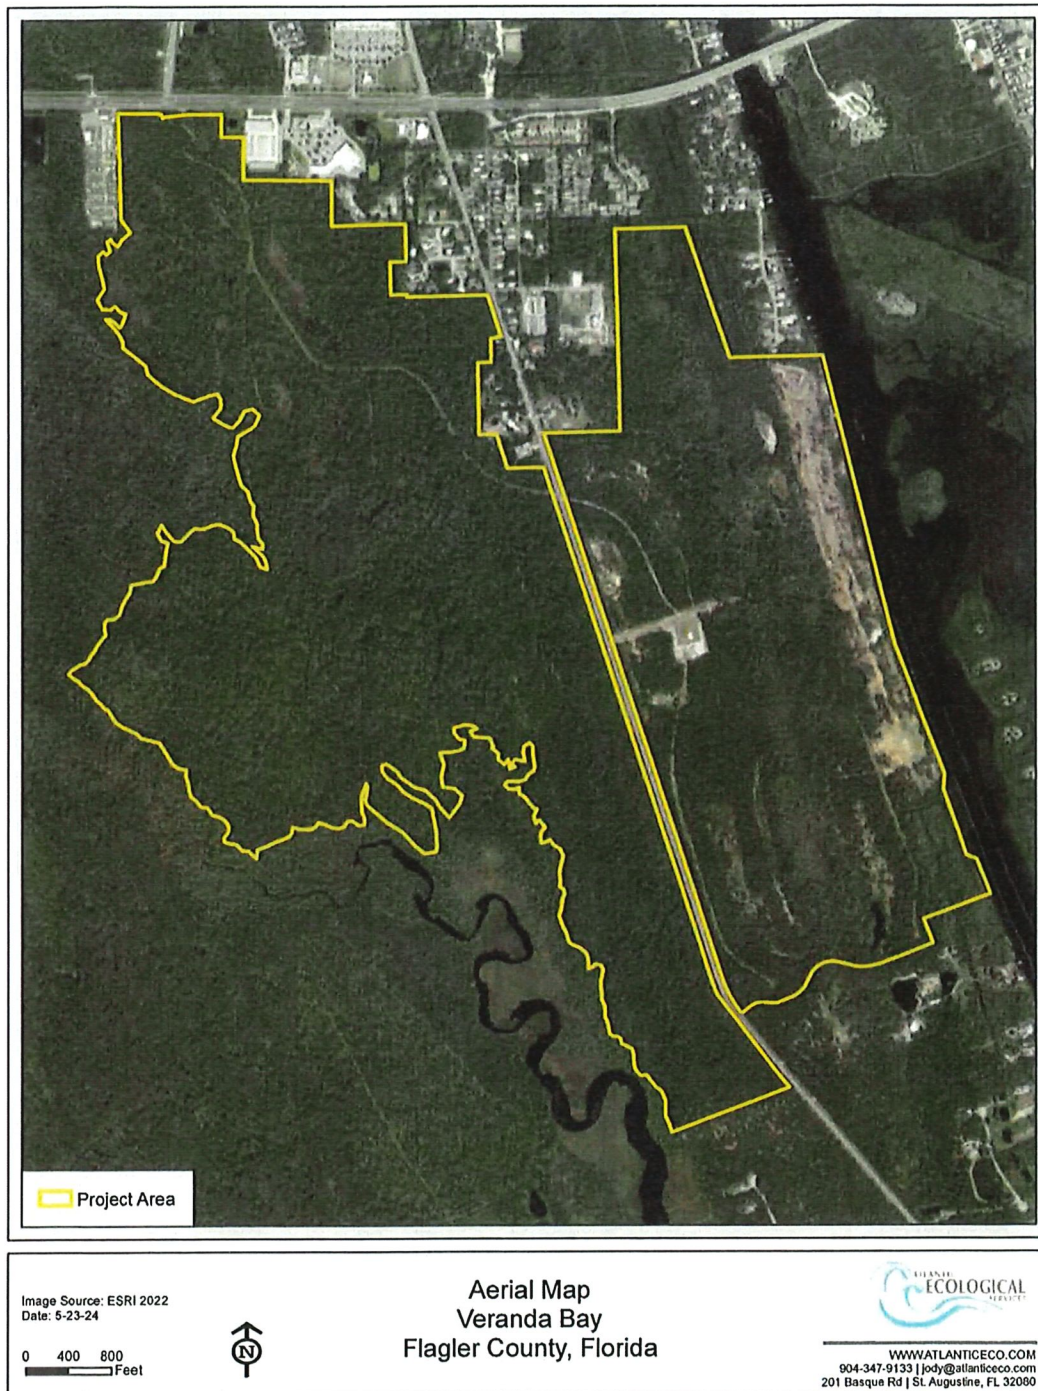 Project Area
Image Source: ESRI 2022
Date: 5-23-24
0 400 800
Feet
N
Aerial Map
Veranda Bay
Flagler County, Florida
ATLANTIC
ECOLOGICAL
SERVICES
WWW.ATLANTICECO.COM
904-347-9133 | jody@atlanticeco.com
201 Basque Rd | St. Augustine, FL 32080